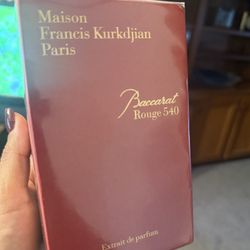 Maison
Francis Kurkdjian
Paris
Baccarat
Rouge 540
Extrait de parfum